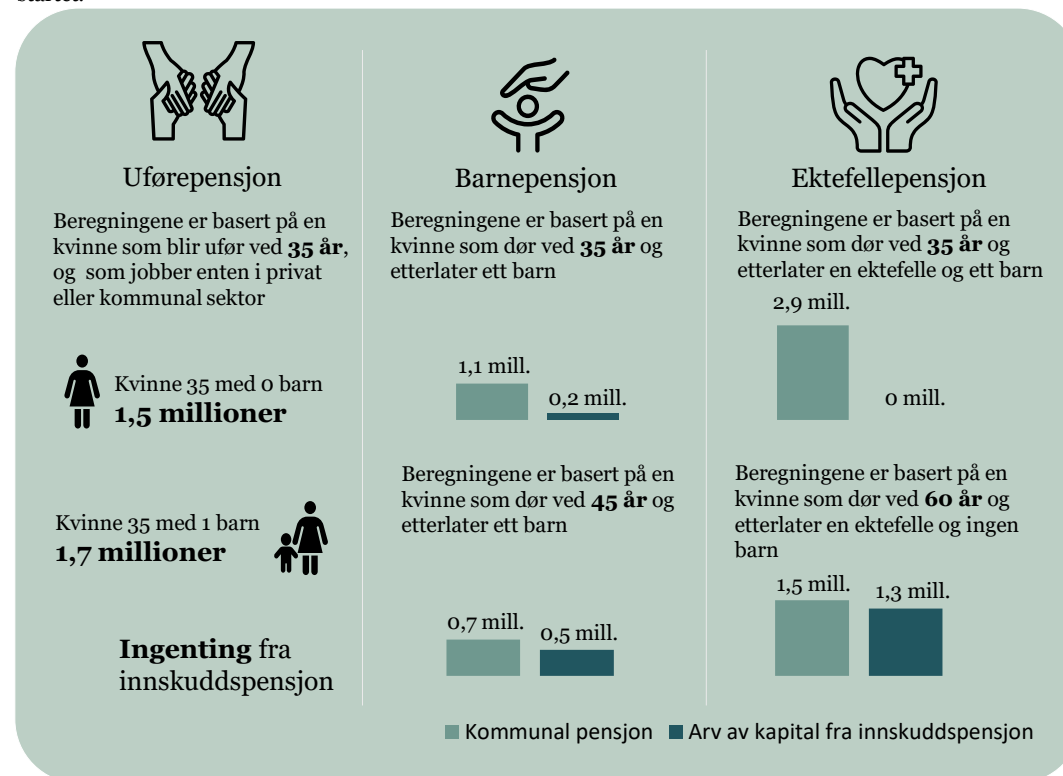 Uførepensjon
Beregningene er basert på en
kvinne som blir ufør ved 35 år,
og som jobber enten i privat
eller kommunal sektor
Kvinne 35 med 0 barn
1,5 millioner
Kvinne 35 med 1 barn
1,7 millioner
Ingenting fra
innskuddspensjon
Barnepensjon
Beregningene er basert på en
kvinne som dør ved 35 år og
etterlater ett barn
1,1 mill.
0,2 mill.
Beregningene er basert på en
kvinne som dør ved 45 år og
etterlater ett barn
0,7 mill.
0,5 mill.
Ektefellepensjon
Beregningene er basert på en
kvinne som dør ved 35 år og
etterlater en ektefelle og ett barn
2,9 mill.
0 mill.
Beregningene er basert på en
kvinne som dør ved 60 år og
etterlater en ektefelle og ingen
barn
1,5 mill.
1,3 mill.
Kommunal pensjon
Arv av kapital fra innskuddspensjon